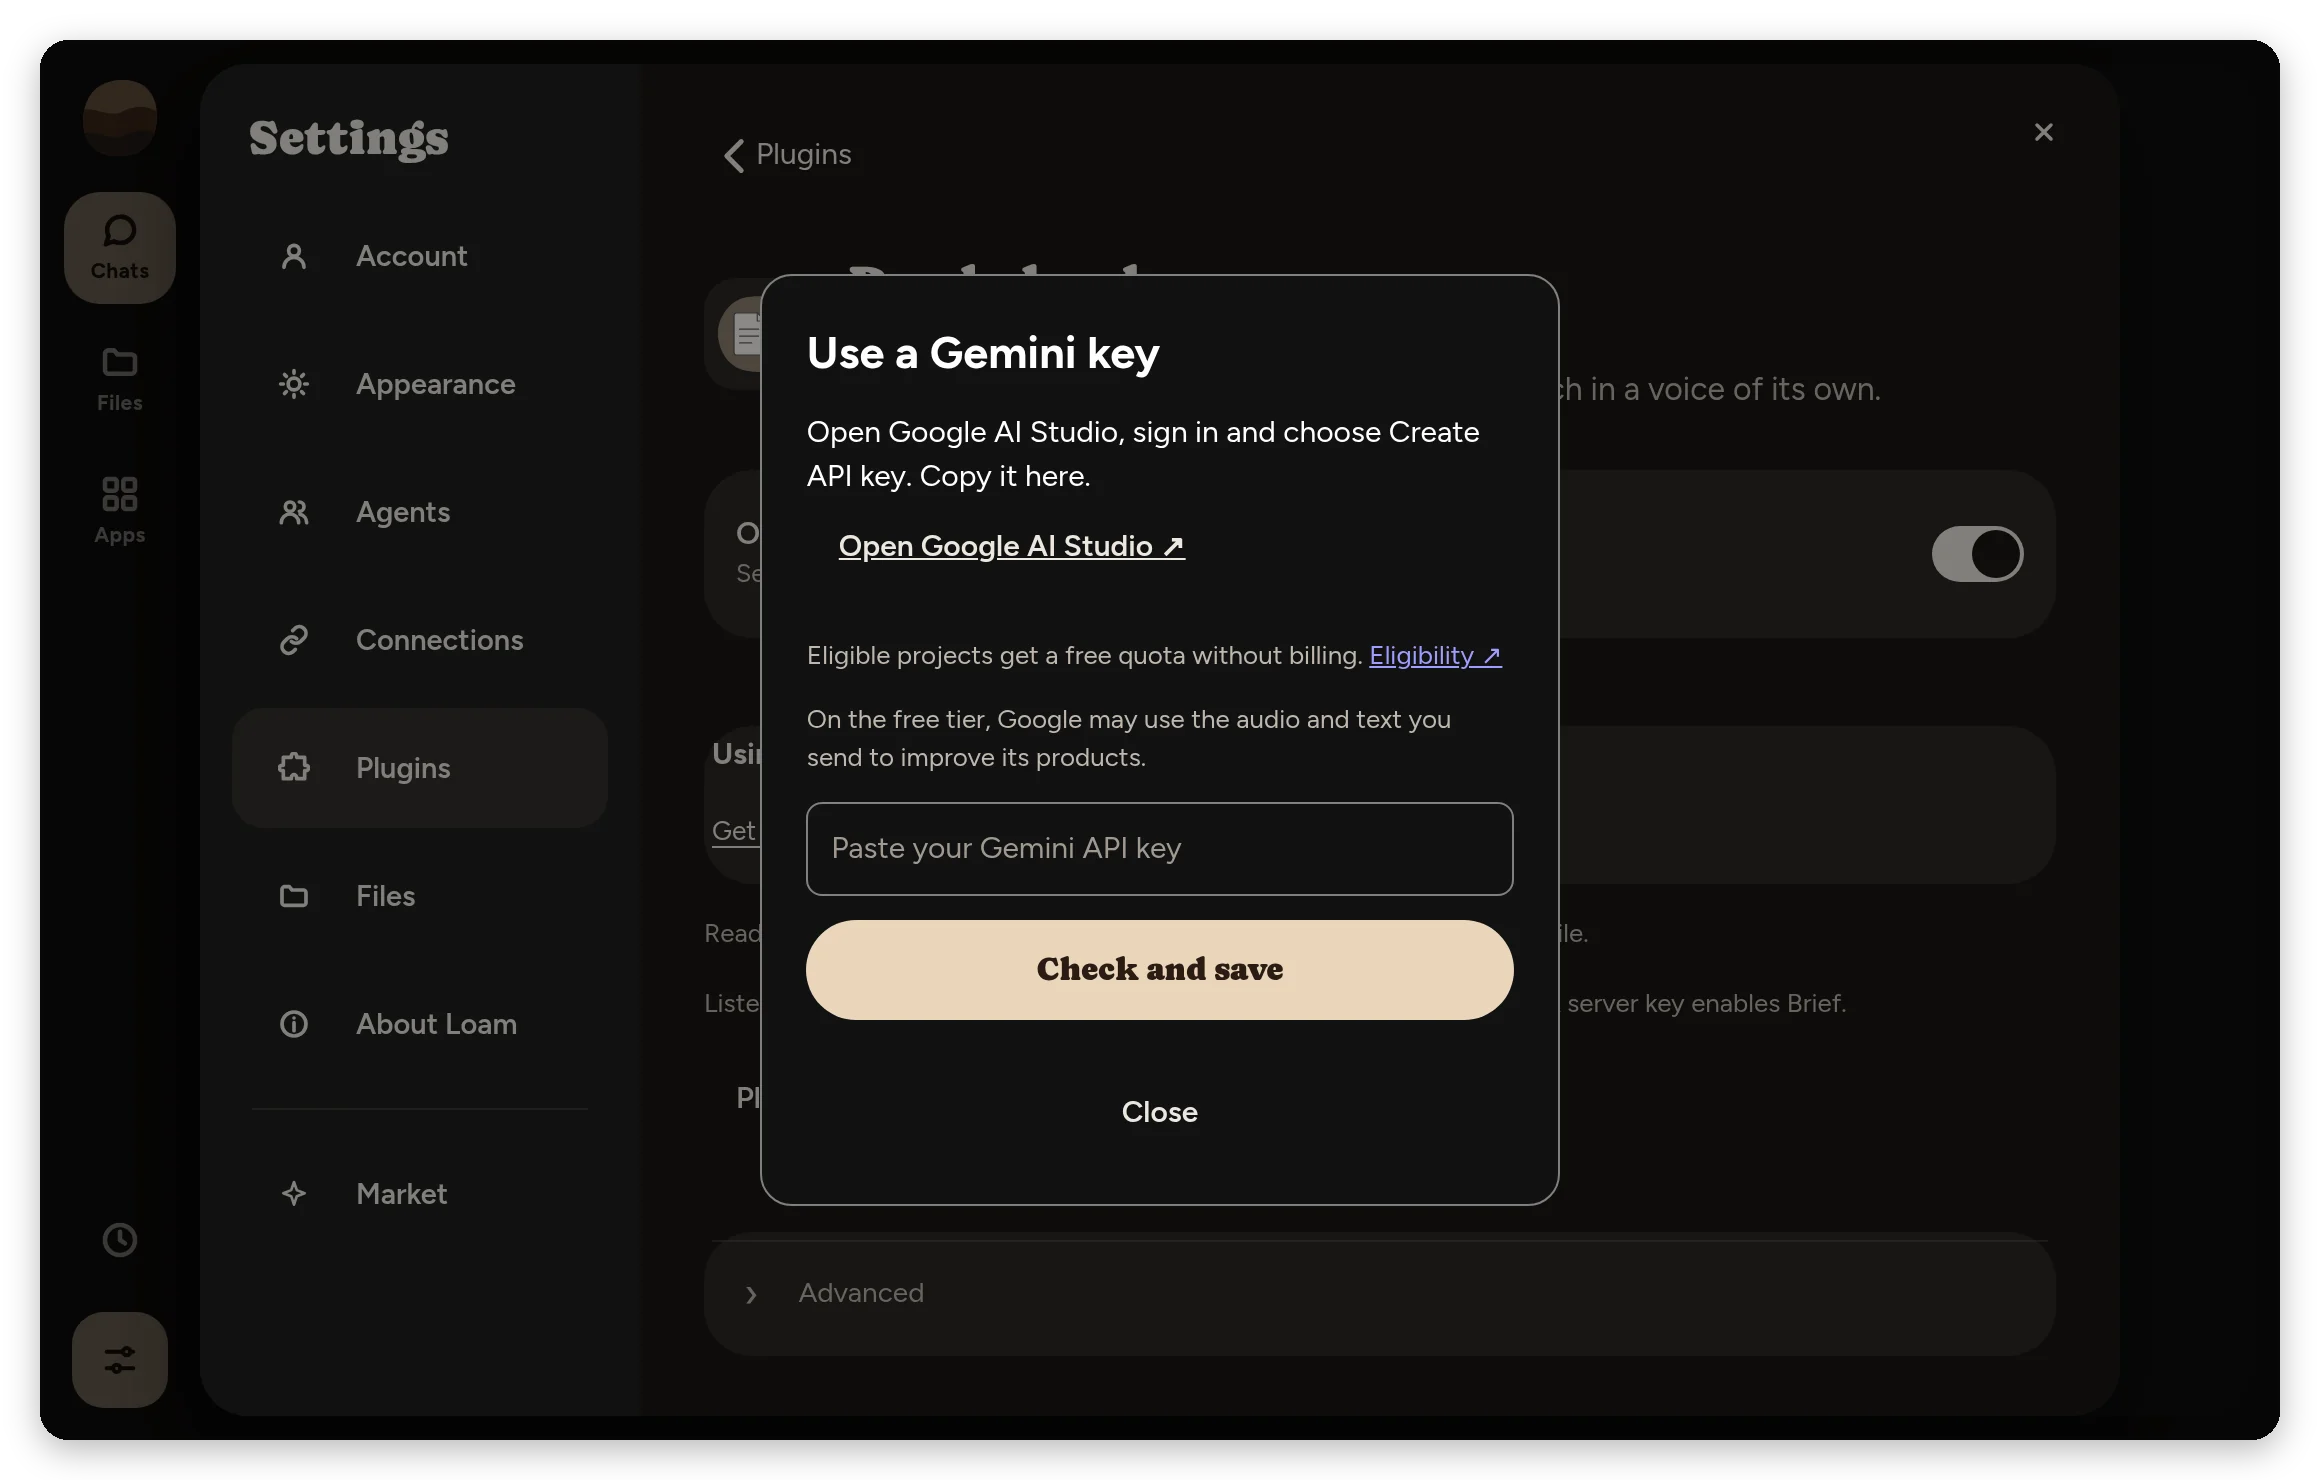 Settings
Chats
Files
Apps
Account
Appearance
Agents
Connections
Plugins
Files
About Loam
Market
Plugins
ch in a voice of its own.
Use a Gemini key
Open Google AI Studio, sign in and choose Create
API key. Copy it here.
Open Google AI Studio ↗
Eligible projects get a free quota without billing. Eligibility ↗
On the free tier, Google may use the audio and text you
send to improve its products.
Paste your Gemini API key
Check and save
Close
Get
Read
Liste
server key enables Brief.
Advanced